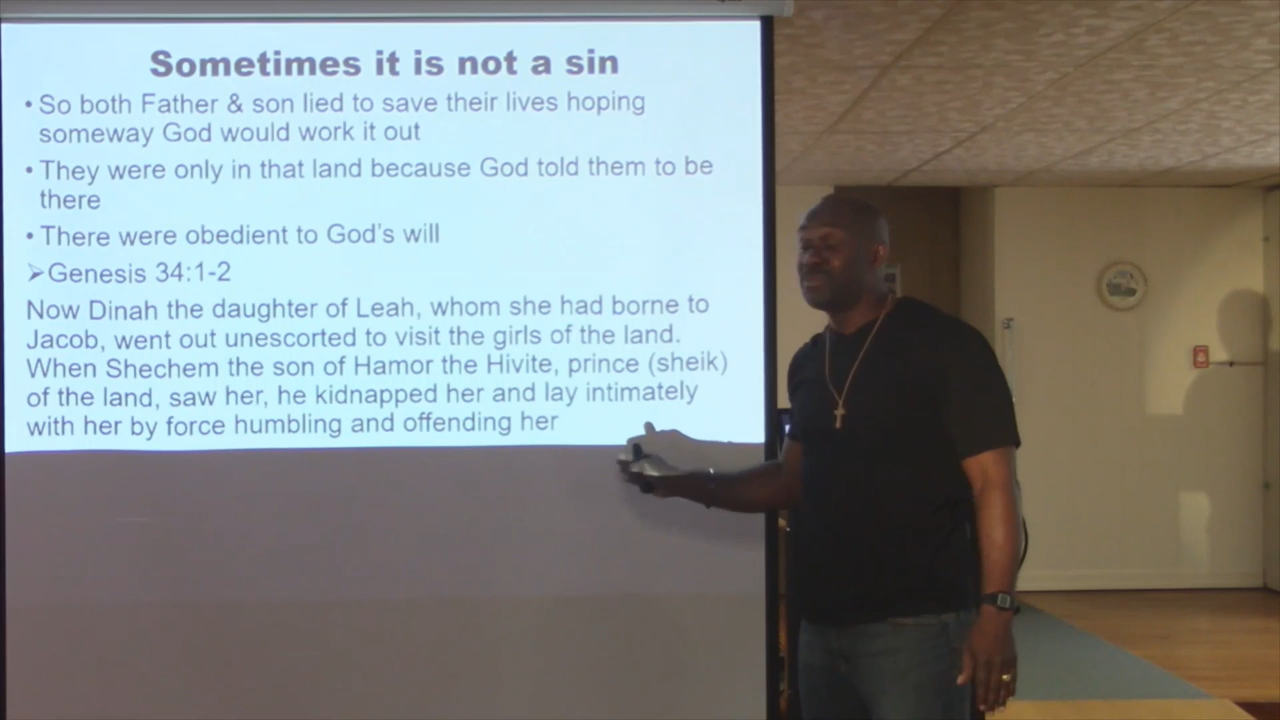 Sometimes it is not a sin
• So both Father & son lied to save their lives hoping
someway God would work it out
• They were only in that land because God told them to be
there
• There were obedient to God's will
➢Genesis 34:1-2
Now Dinah the daughter of Leah, whom she had borne to
Jacob, went out unescorted to visit the girls of the land.
When Shechem the son of Hamor the Hivite, prince (sheik)
of the land, saw her, he kidnapped her and lay intimately
with her by force humbling and offending her